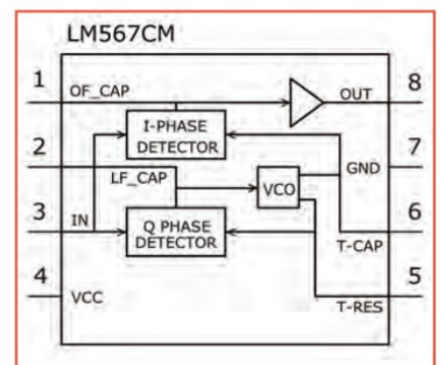 LM567CM
1 OF_CAP OUT 8
I-PHASE
DETECTOR
2 GND 7
LF_CAP
VCO
3 IN 6
Q PHASE
DETECTOR
T-CAP
4 VCC 5
T-RES